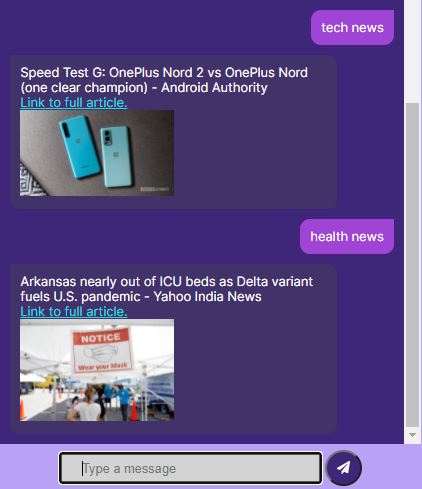 tech news
Speed Test G: OnePlus Nord 2 vs OnePlus Nord
(one clear champion) - Android Authority
Link to full article.
health news
Arkansas nearly out of ICU beds as Delta variant
fuels U.S. pandemic - Yahoo India News
Link to full article.
NOTICE
Wear your Mask
Type a message